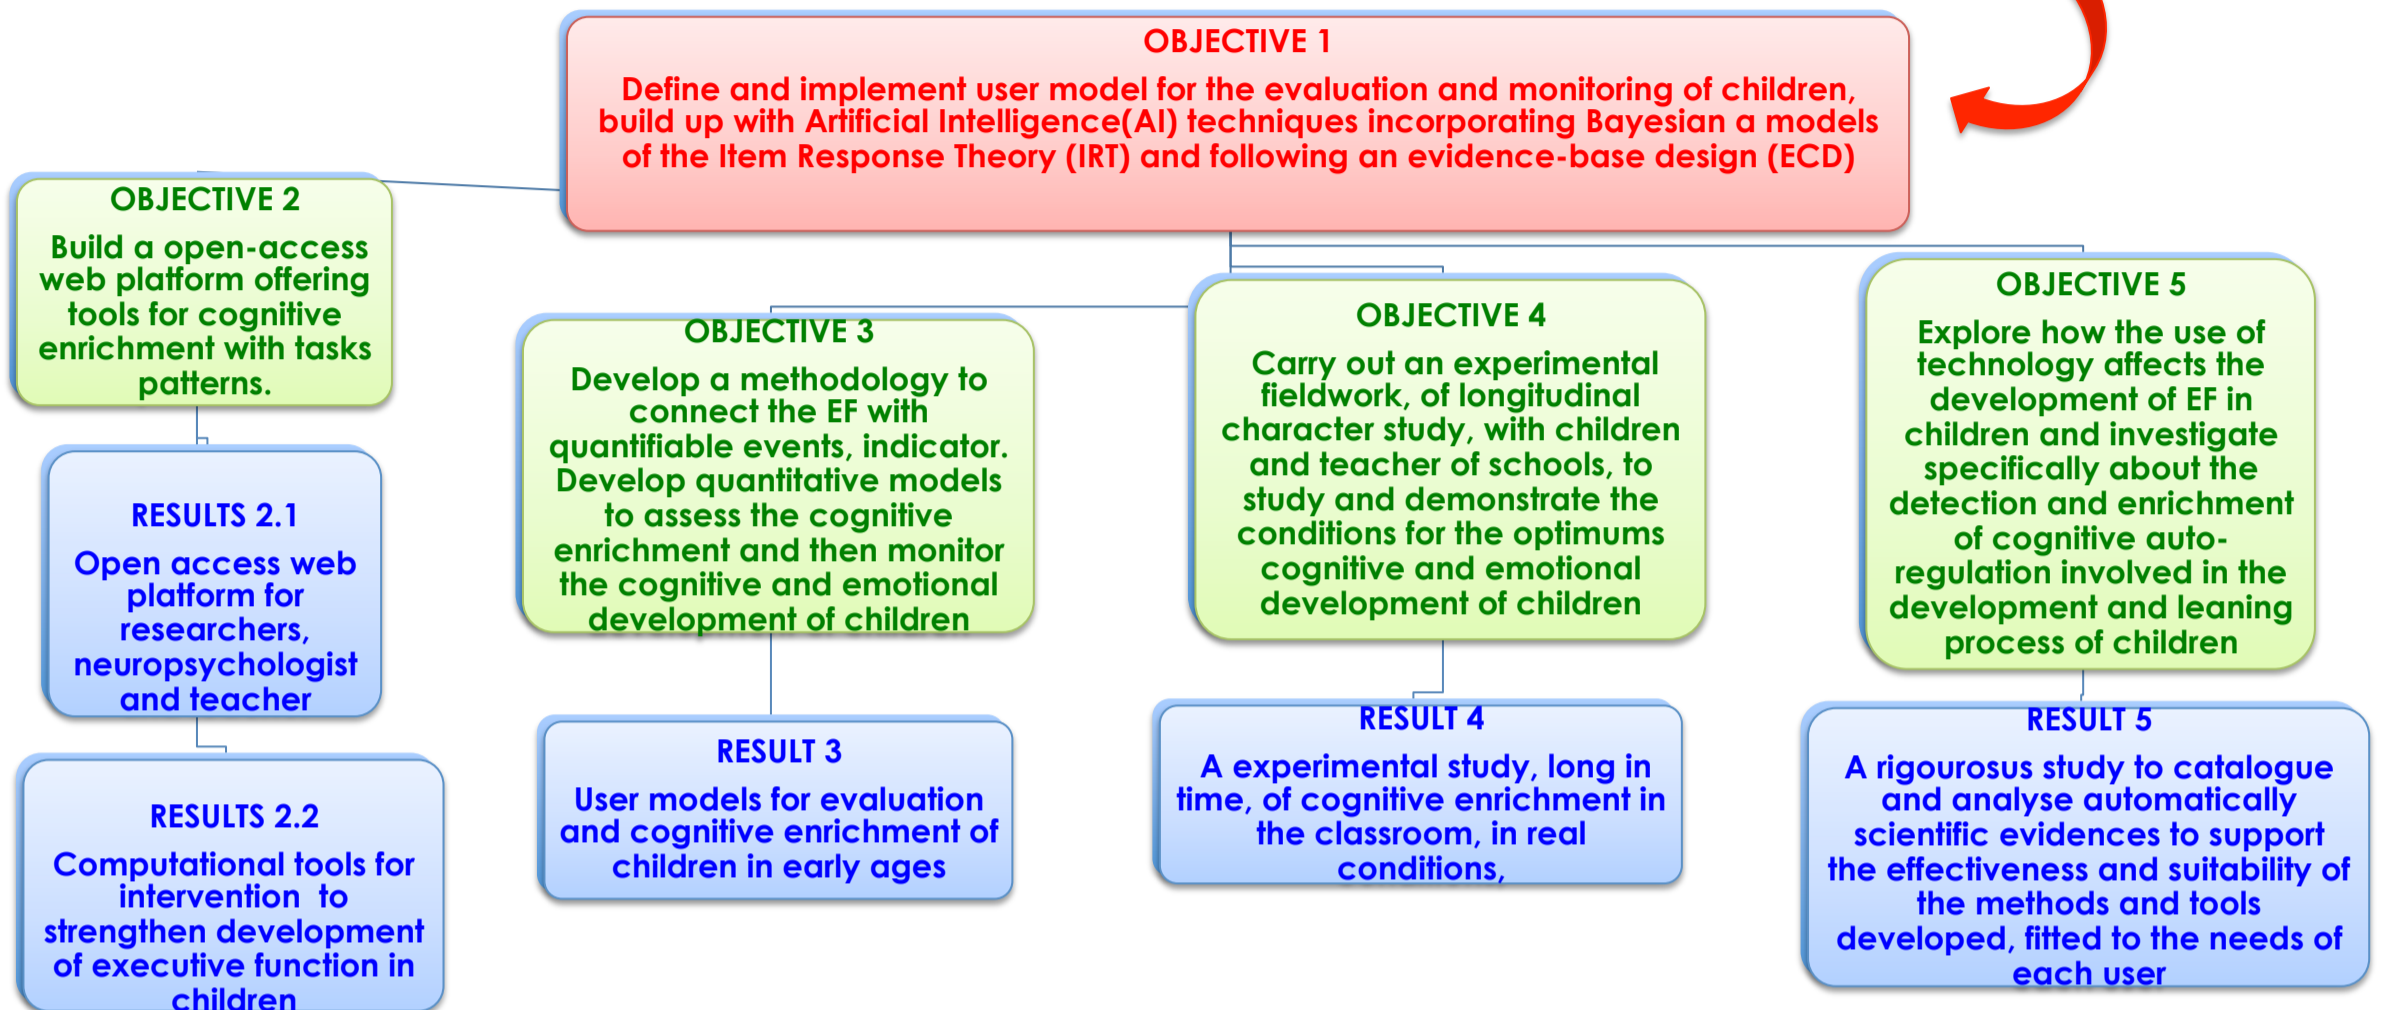 OBJECTIVE 1
Define and implement user model for the evaluation and monitoring of children,
build up with Artificial Intelligence(AI) techniques incorporating Bayesian a models
of the Item Response Theory (IRT) and following an evidence-base design (ECD)
OBJECTIVE 2
Build a open-access
web platform offering
tools for cognitive
enrichment with tasks
patterns.
RESULTS 2.1
Open access web
platform for
researchers,
neuropsychologist
and teacher
RESULTS 2.2
Computational tools for
intervention to
strengthen development
of executive function in
children
OBJECTIVE 3
Develop a methodology to
connect the EF with
quantifiable events, indicator.
Develop quantitative models
to assess the cognitive
enrichment and then monitor
the cognitive and emotional
development of children
RESULT 3
User models for evaluation
and cognitive enrichment of
children in early ages
OBJECTIVE 4
Carry out an experimental
fieldwork, of longitudinal
character study, with children
and teacher of schools, to
study and demonstrate the
conditions for the optimums
cognitive and emotional
development of children
RESULT 4
A experimental study, long in
time, of cognitive enrichment in
the classroom, in real
conditions,
OBJECTIVE 5
Explore how the use of
technology affects the
development of EF in
children and investigate
specifically about the
detection and enrichment
of cognitive auto-
regulation involved in the
development and leaning
process of children
RESULT 5
A rigourosus study to catalogue
and analyse automatically
scientific evidences to support
the effectiveness and suitability of
the methods and tools
developed, fitted to the needs of
each user